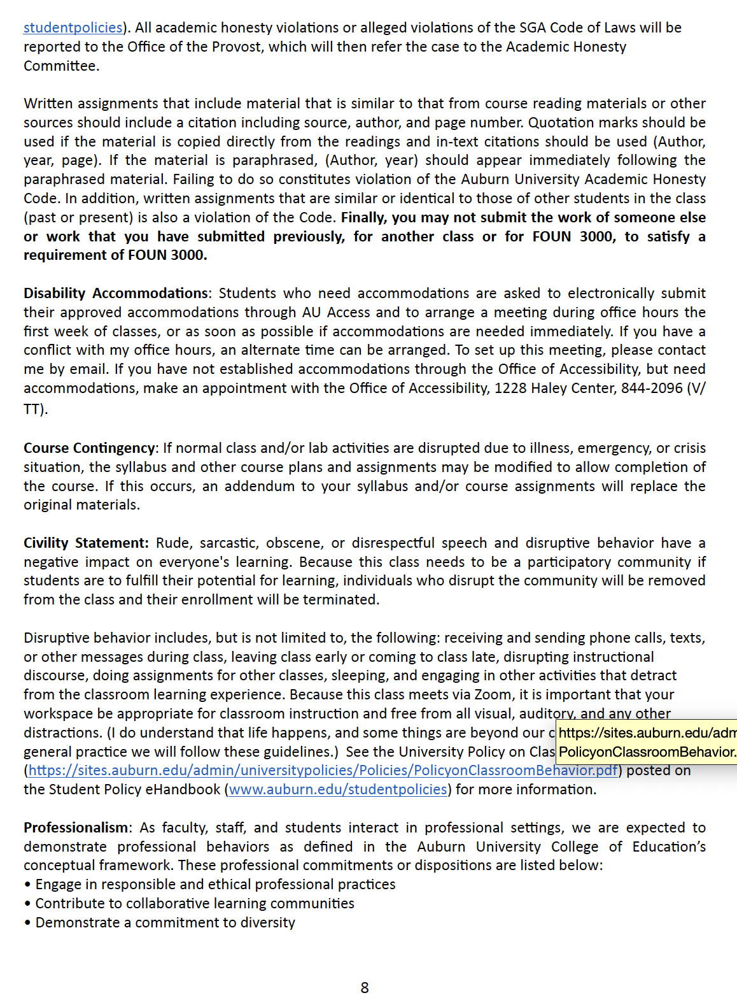 studentpolicies). All academic honesty violations or alleged violations of the SGA Code of Laws will be
reported to the Office of the Provost, which will then refer the case to the Academic Honesty
Committee.
Written assignments that include material that is similar to that from course reading materials or other
sources should include a citation including source, author, and page number. Quotation marks should be
used if the material is copied directly from the readings and in-text citations should be used (Author,
year, page). If the material is paraphrased, (Author, year) should appear immediately following the
paraphrased material. Failing to do so constitutes violation of the Auburn University Academic Honesty
Code. In addition, written assignments that are similar or identical to those of other students in the class
(past or present) is also a violation of the Code. Finally, you may not submit the work of someone else
or work that you have submitted previously, for another class or for FOUN 3000, to satisfy a
requirement of FOUN 3000.
Disability Accommodations: Students who need accommodations are asked to electronically submit
their approved accommodations through AU Access and to arrange a meeting during office hours the
first week of classes, or as soon as possible if accommodations are needed immediately. If you have a
conflict with my office hours, an alternate time can be arranged. To set up this meeting, please contact
me by email. If you have not established accommodations through the Office of Accessibility, but need
accommodations, make an appointment with the Office of Accessibility, 1228 Haley Center, 844-2096 (V/
TT).
Course Contingency: If normal class and/or lab activities are disrupted due to illness, emergency, or crisis
situation, the syllabus and other course plans and assignments may be modified to allow completion of
the course. If this occurs, an addendum to your syllabus and/or course assignments will replace the
original materials.
Civility Statement: Rude, sarcastic, obscene, or disrespectful speech and disruptive behavior have a
negative impact on everyone's learning. Because this class needs to be a participatory community if
students are to fulfill their potential for learning, individuals who disrupt the community will be removed
from the class and their enrollment will be terminated.
Disruptive behavior includes, but is not limited to, the following: receiving and sending phone calls, texts,
or other messages during class, leaving class early or coming to class late, disrupting instructional
discourse, doing assignments for other classes, sleeping, and engaging in other activities that detract
from the classroom learning experience. Because this class meets via Zoom, it is important that your
workspace be appropriate for classroom instruction and free from all visual, auditory, and any other
distractions. (I do understand that life happens, and some things are beyond our c
https://sites.auburn.edu/adm
general practice we will follow these guidelines.) See the University Policy on Clas
PolicyonClassroomBehavior.
(https://sites.auburn.edu/admin/universitypolicies/Policies/PolicyonClassroomBehavior.pdf) posted on
the Student Policy eHandbook (www.auburn.edu/studentpolicies) for more information.
Professionalism: As faculty, staff, and students interact in professional settings, we are expected to
demonstrate professional behaviors as defined in the Auburn University College of Education’s
conceptual framework. These professional commitments or dispositions are listed below:
• Engage in responsible and ethical professional practices
• Contribute to collaborative learning communities
• Demonstrate a commitment to diversity
8